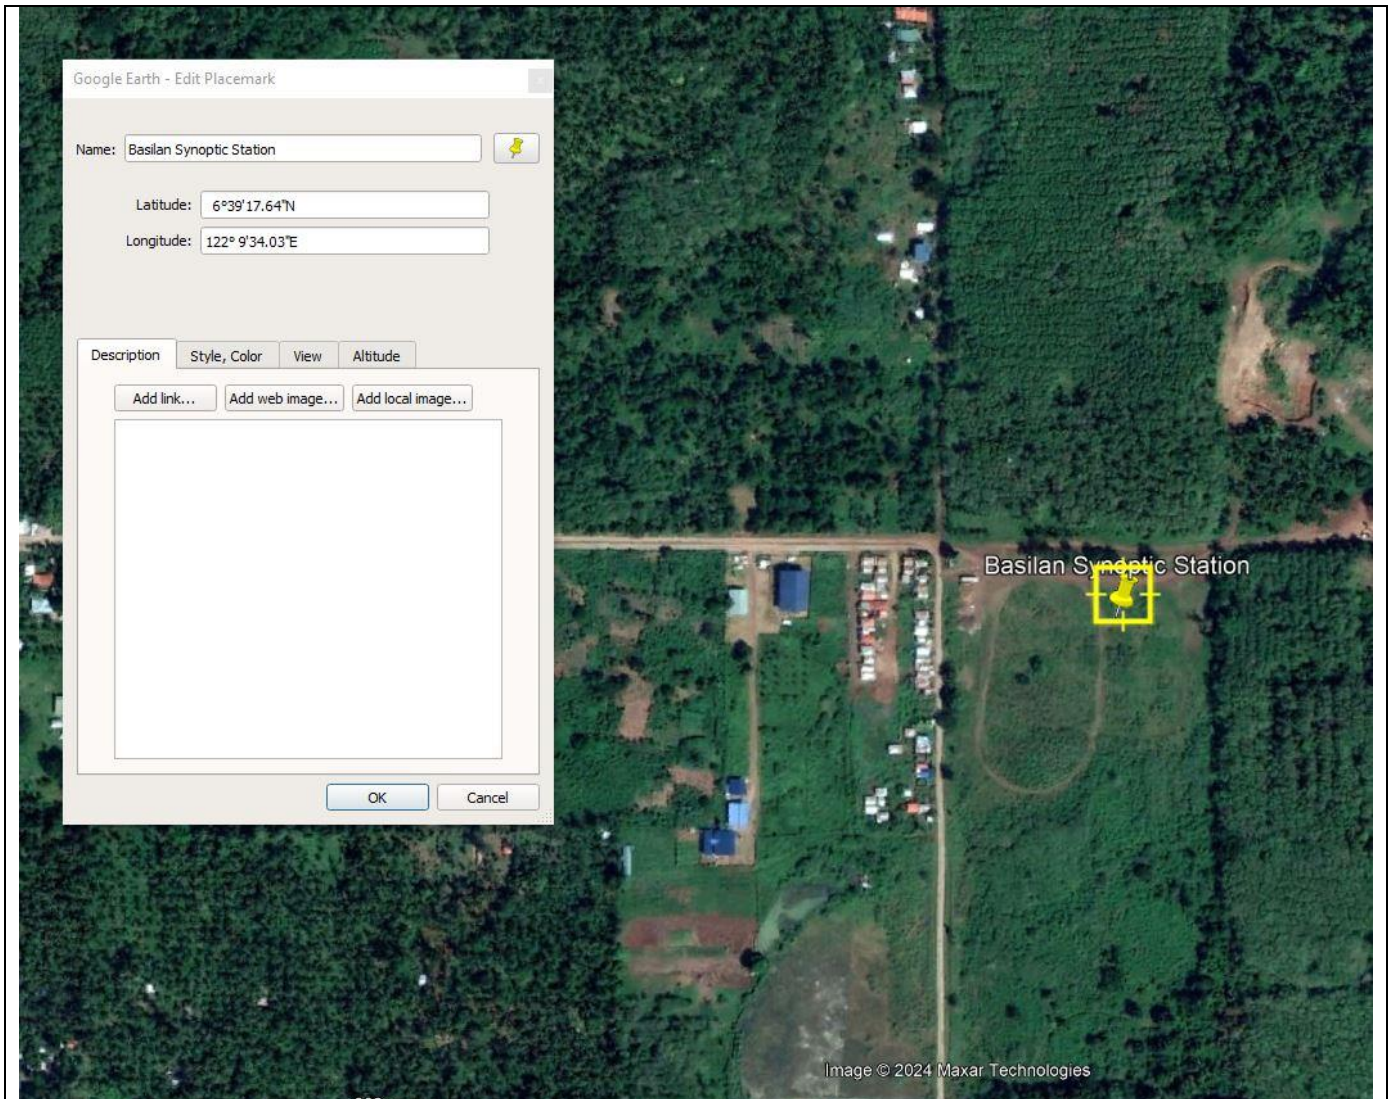 Google Earth - Edit Placemark
Name: Basilan Synoptic Station
Latitude: 6°39'17.64"N
Longitude: 122° 9'34.03"E
Description Style, Color View Altitude
Add link... Add web image... Add local image...
OK Cancel
Basilan Synoptic Station
Image © 2024 Maxar Technologies